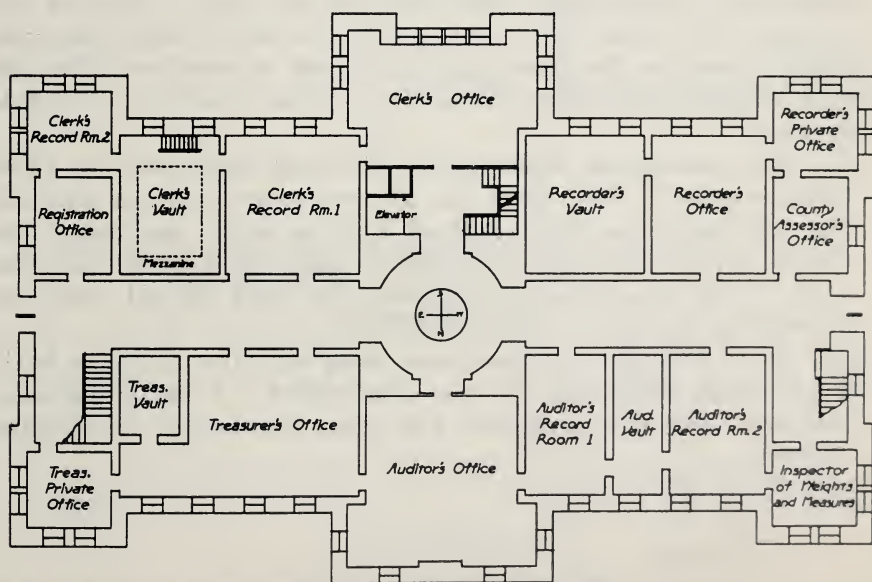 Clerk's Office
Clerk's
Record Rm.2
Recorder's
Private
Office
Clerk's
Vault
Mezzanine
Clerk's
Record Rm.1
Elevator
Recorder's
Vault
Recorder's
Office
Registration
Office
County
Assessor's
Office
S
E
W
N
Treas.
Vault
Treasurer's Office
Treas.
Private
Office
Auditor's Office
Auditor's
Record
Room 1
Aud.
Vault
Auditor's
Record Rm.2
Inspector
of Weights
and Measures